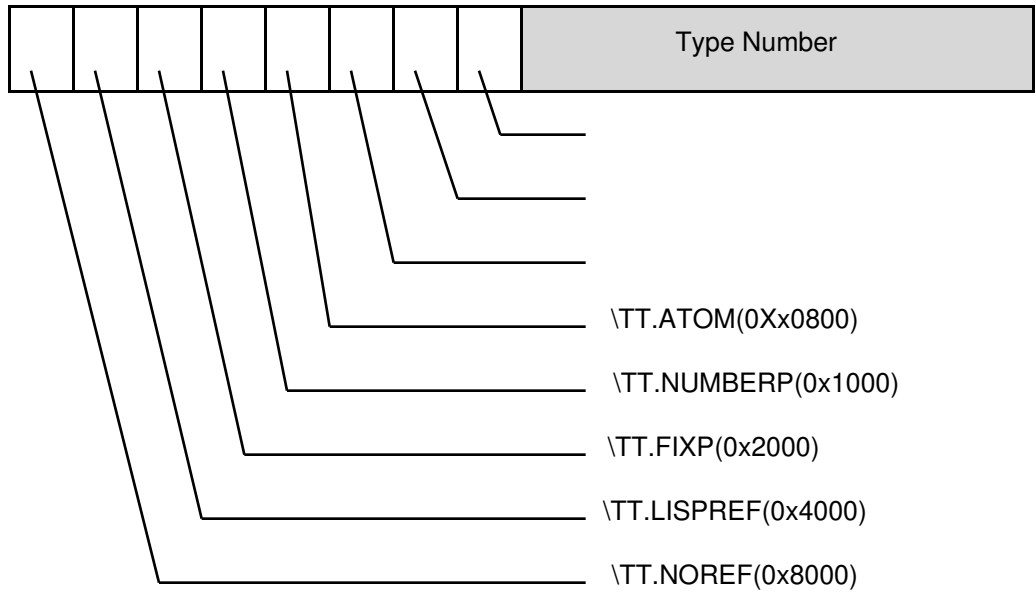 Type Number
\TT.ATOM(0Xx0800)
\TT.NUMBERP(0x1000)
\TT.FIXP(0x2000)
\TT.LISPREF(0x4000)
\TT.NOREF(0x8000)